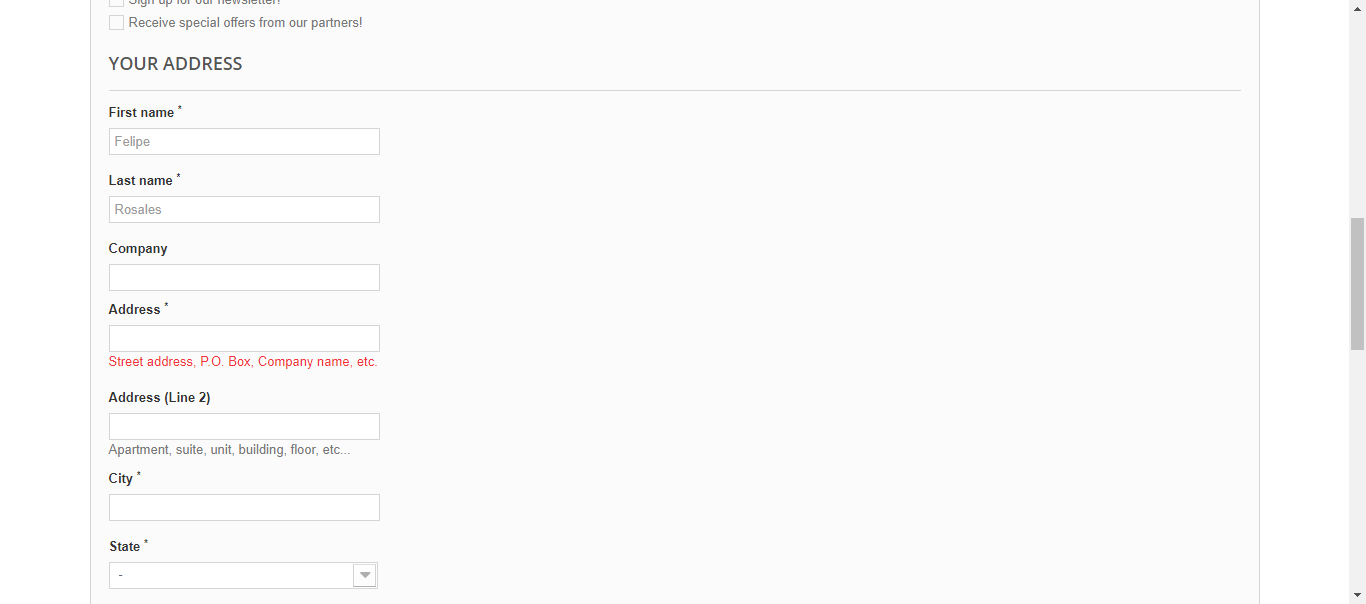 Sign up for our newsletter!
Receive special offers from our partners!
YOUR ADDRESS
First name *
Felipe
Last name *
Rosales
Company
Address *
Street address, P.O. Box, Company name, etc.
Address (Line 2)
Apartment, suite, unit, building, floor, etc...
City *
State *
-